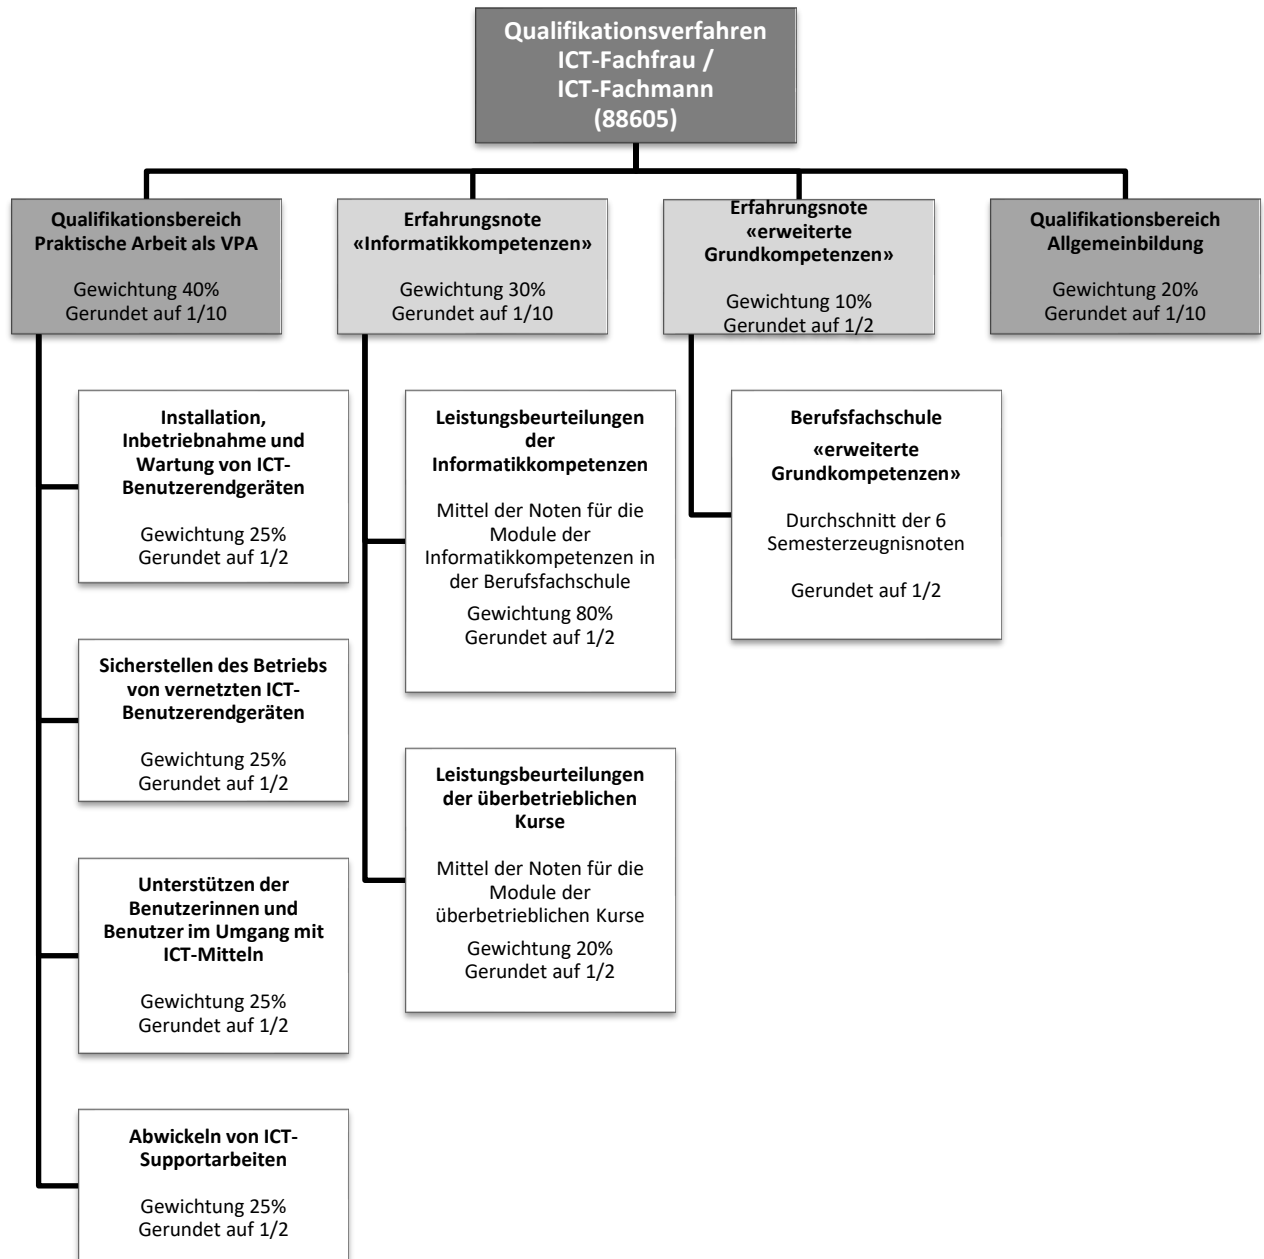 Qualifikationsverfahren
ICT-Fachfrau /
ICT-Fachmann
(88605)
Qualifikationsbereich
Praktische Arbeit als VPA
Gewichtung 40%
Gerundet auf 1/10
Erfahrungsnote
«Informatikkompetenzen»
Gewichtung 30%
Gerundet auf 1/10
Erfahrungsnote
«erweiterte
Grundkompetenzen»
Gewichtung 10%
Gerundet auf 1/2
Qualifikationsbereich
Allgemeinbildung
Gewichtung 20%
Gerundet auf 1/10
Installation,
Inbetriebnahme und
Wartung von ICT-
Benutzerendgeräten
Gewichtung 25%
Gerundet auf 1/2
Sicherstellen des Betriebs
von vernetzten ICT-
Benutzerendgeräten
Gewichtung 25%
Gerundet auf 1/2
Unterstützen der
Benutzerinnen und
Benutzer im Umgang mit
ICT-Mitteln
Gewichtung 25%
Gerundet auf 1/2
Abwickeln von ICT-
Supportarbeiten
Gewichtung 25%
Gerundet auf 1/2
Leistungsbeurteilungen
der
Informatikkompetenzen
Mittel der Noten für die
Module der
Informatikkompetenzen in
der Berufsfachschule
Gewichtung 80%
Gerundet auf 1/2
Leistungsbeurteilungen
der überbetrieblichen
Kurse
Mittel der Noten für die
Module der
überbetrieblichen Kurse
Gewichtung 20%
Gerundet auf 1/2
Berufsfachschule
«erweiterte
Grundkompetenzen»
Durchschnitt der 6
Semesterzeugnisnoten
Gerundet auf 1/2